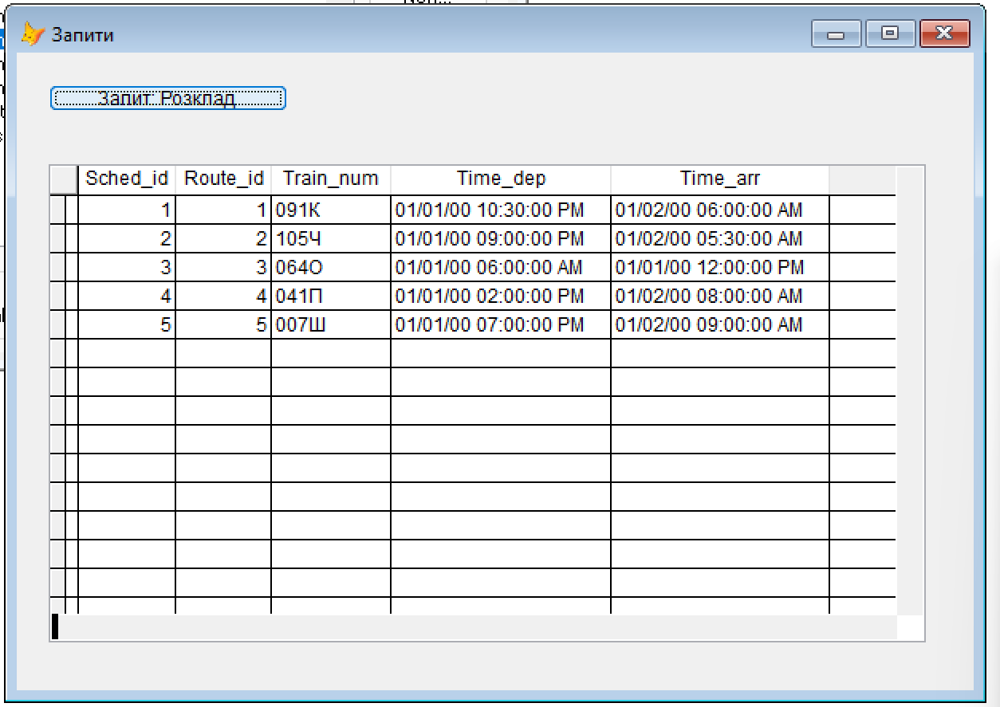 Запити
Запит: Розклад
Sched_id Route_id Train_num Time_dep Time_arr
1 1 091К 01/01/00 10:30:00 PM 01/02/00 06:00:00 AM
2 2 105Ч 01/01/00 09:00:00 PM 01/02/00 05:30:00 AM
3 3 064О 01/01/00 06:00:00 AM 01/01/00 12:00:00 PM
4 4 041П 01/01/00 02:00:00 PM 01/02/00 08:00:00 AM
5 5 007Ш 01/01/00 07:00:00 PM 01/02/00 09:00:00 AM